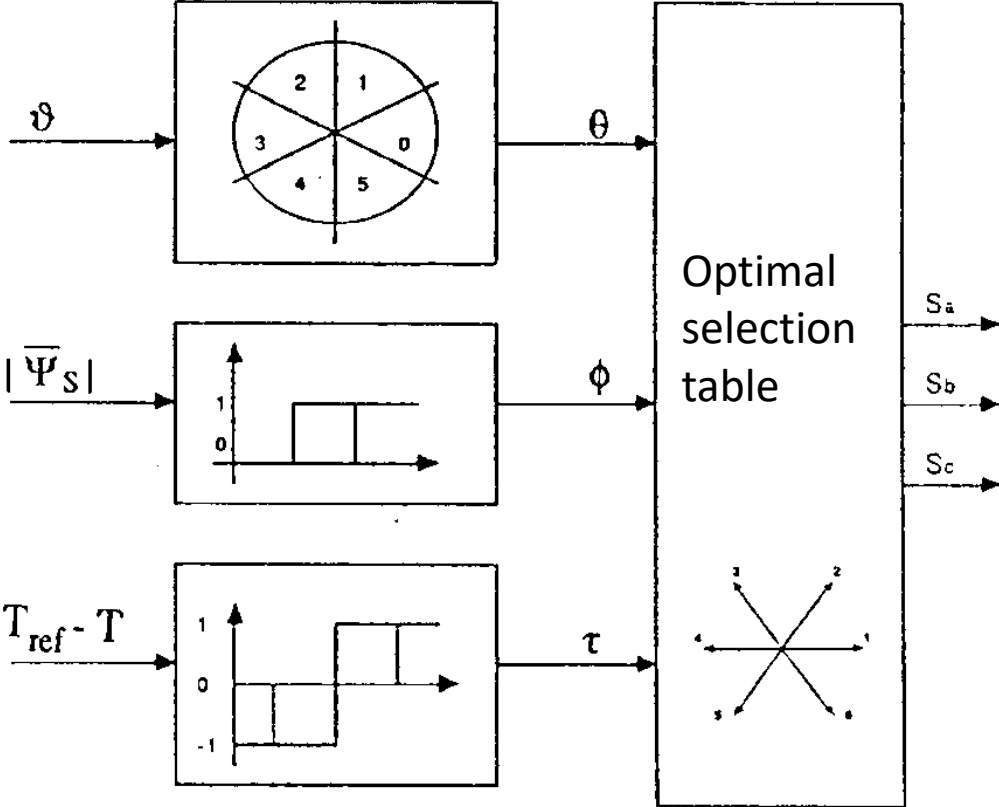 ϑ
2 1
3 0
4 5
θ
|Ψ̅s|
1
0
ϕ
Tref - T
1
0
-1
τ
Optimal
selection
table
3 2
4 1
5 6
Sa
Sb
Sc